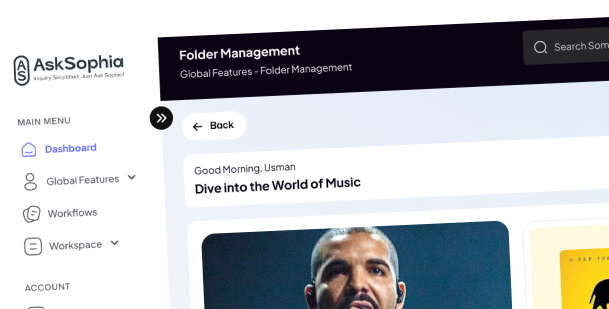 AskSophia
Inquiry Simplified: Just Ask Sophia!
MAIN MENU
Dashboard
Global Features
Workflows
Workspace
ACCOUNT
Folder Management
Global Features - Folder Management
Search Som
Back
Good Morning, Usman
Dive into the World of Music